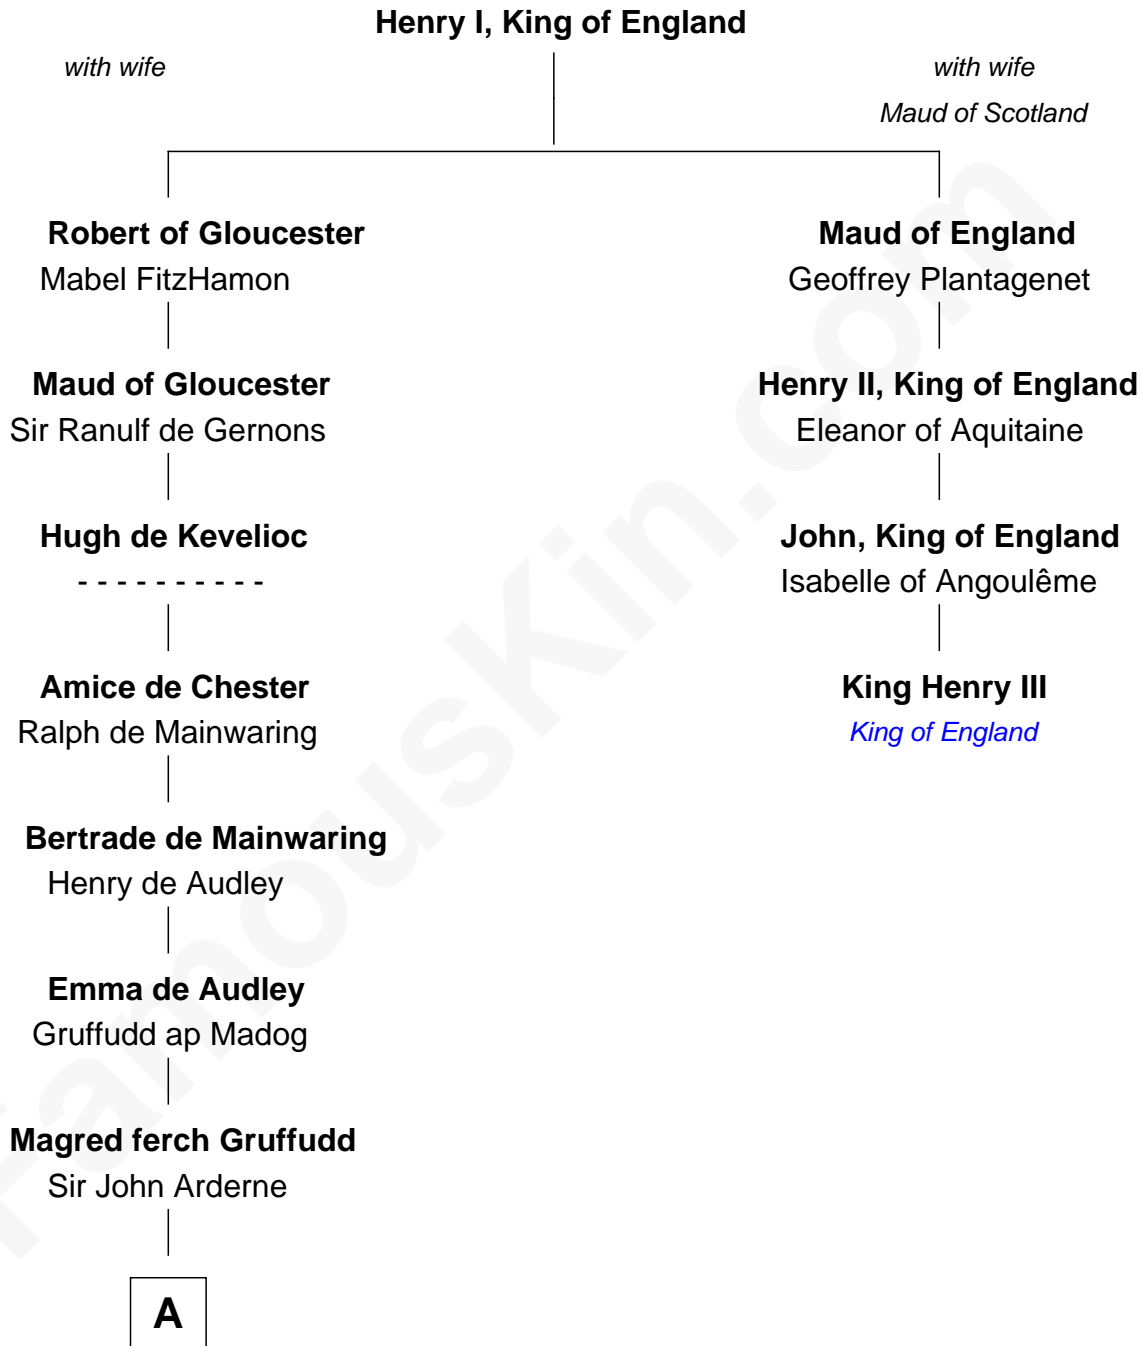 Henry I, King of England
with wife
with wife
Maud of Scotland
Robert of Gloucester
Mabel FitzHamon
Maud of England
Geoffrey Plantagenet
Maud of Gloucester
Sir Ranulf de Gernons
Henry II, King of England
Eleanor of Aquitaine
Hugh de Kevelioc
- - - - - - - - - -
John, King of England
Isabelle of Angoulême
Amice de Chester
Ralph de Mainwaring
King Henry III
King of England
Bertrade de Mainwaring
Henry de Audley
Emma de Audley
Gruffudd ap Madog
Magred ferch Gruffudd
Sir John Arderne
A
FamousKin.com